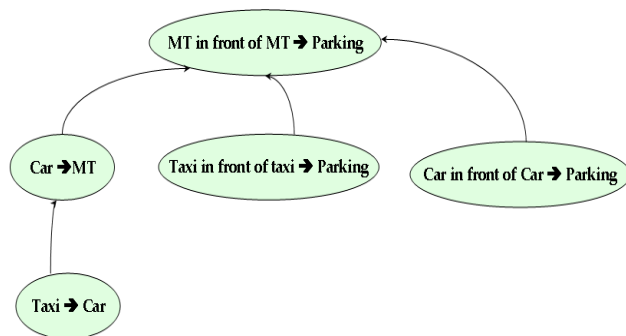 MT in front of MT ➔ Parking
Car ➔MT
Taxi in front of taxi ➔ Parking
Car in front of Car ➔ Parking
Taxi ➔ Car